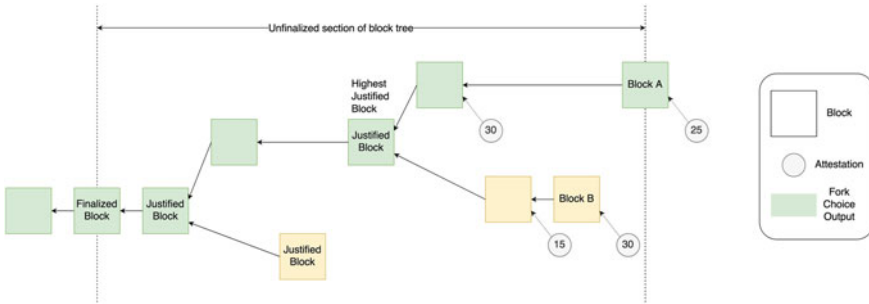 Unfinalized section of block tree
Highest
Justified
Block
Block A
30
25
Justified
Block
Finalized
Block
Justified
Block
Block B
15
30
Justified
Block
Block
Attestation
Fork
Choice
Output